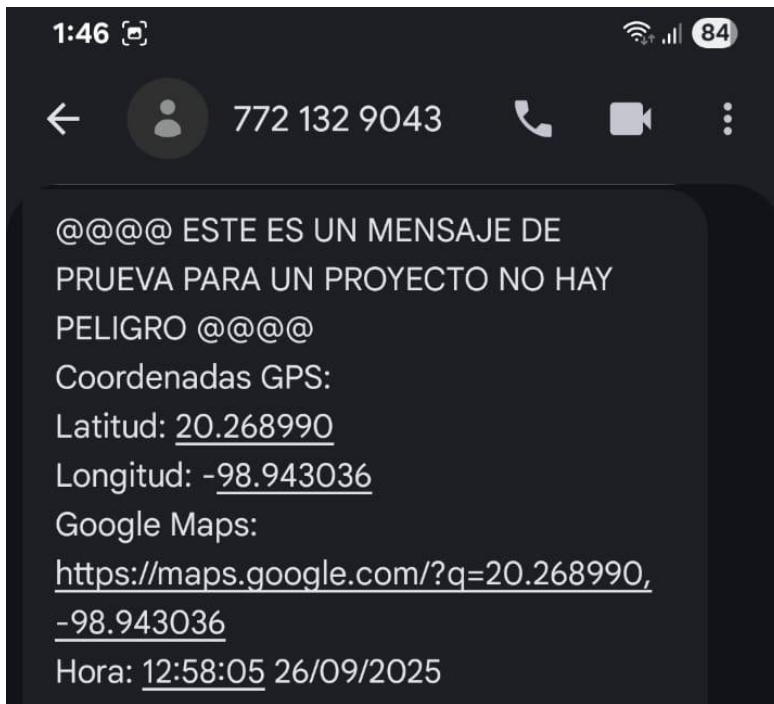 1:46 84
772 132 9043
@@@@ ESTE ES UN MENSAJE DE
PRUEVA PARA UN PROYECTO NO HAY
PELIGRO @@@@
Coordenadas GPS:
Latitud: 20.268990
Longitud: -98.943036
Google Maps:
https://maps.google.com/?q=20.268990,
-98.943036
Hora: 12:58:05 26/09/2025